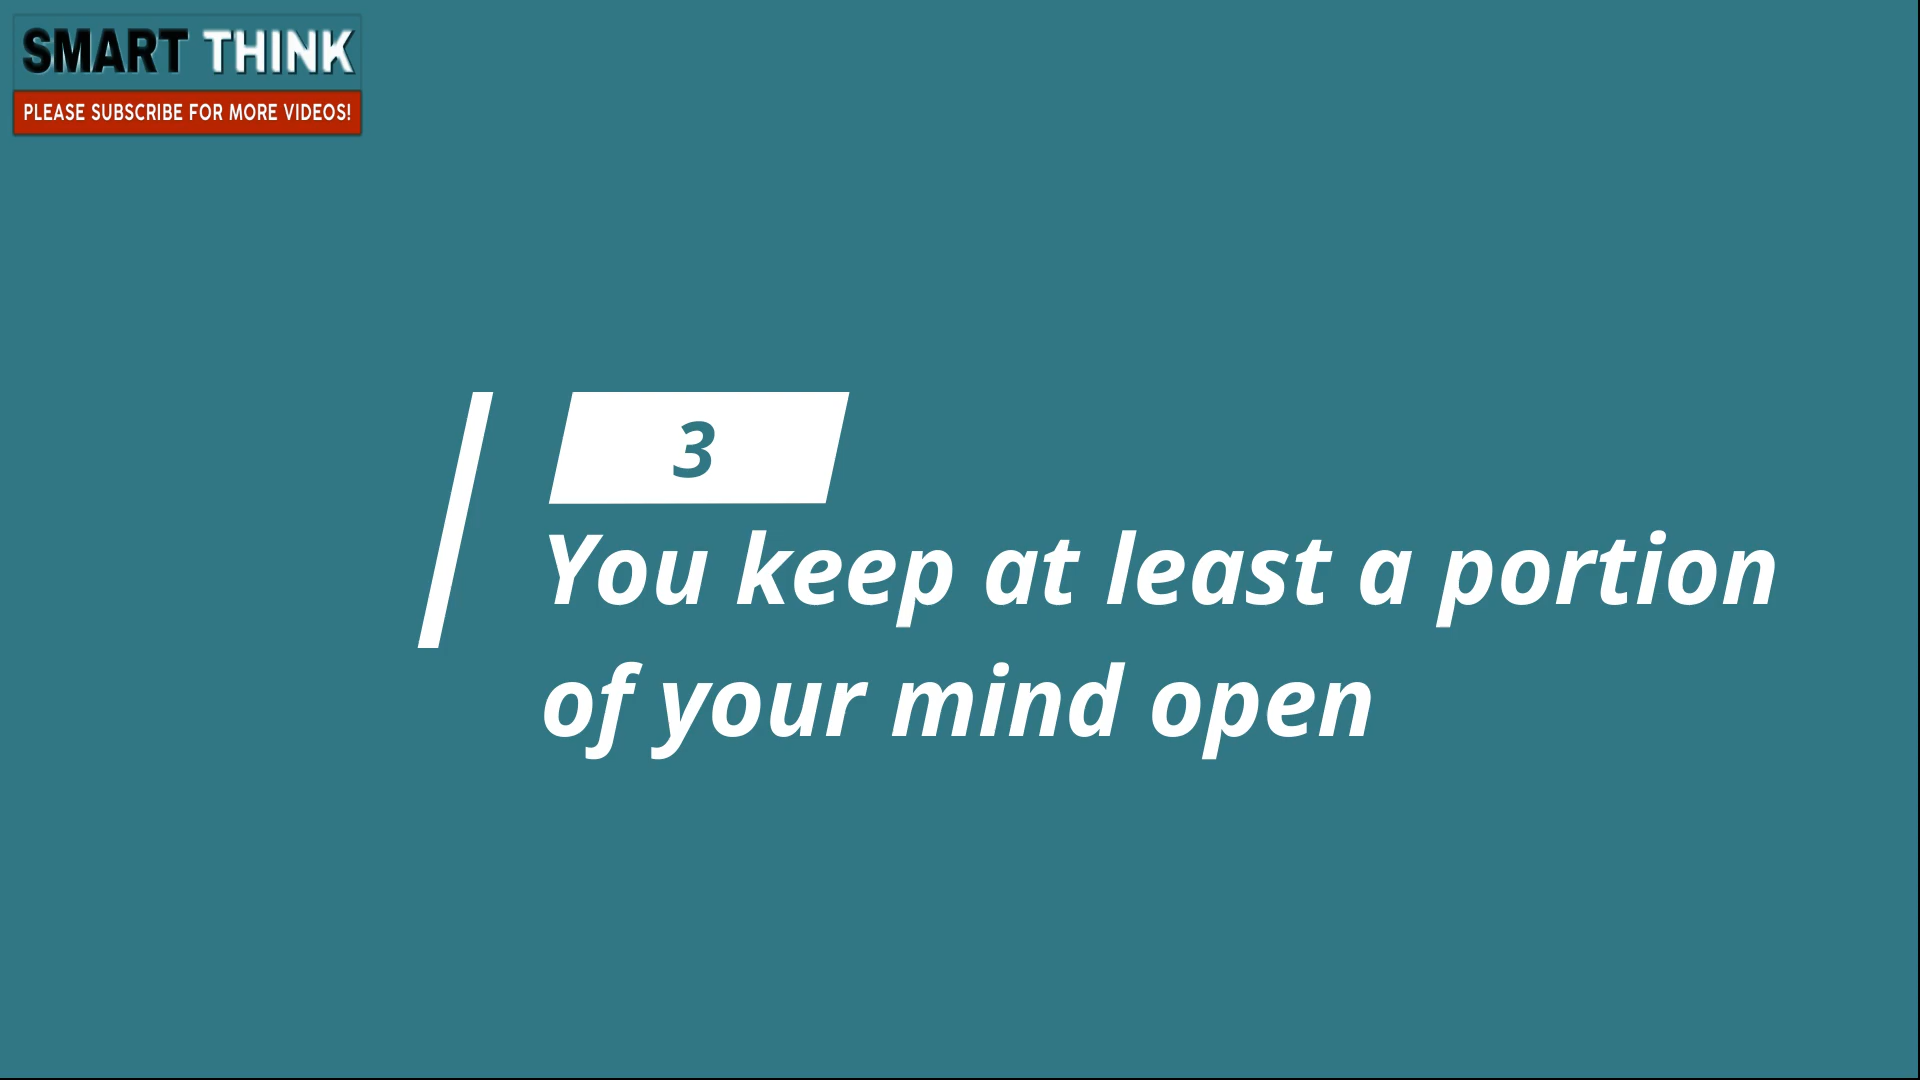 SMART THINK
PLEASE SUBSCRIBE FOR MORE VIDEOS!
3
You keep at least a portion
of your mind open